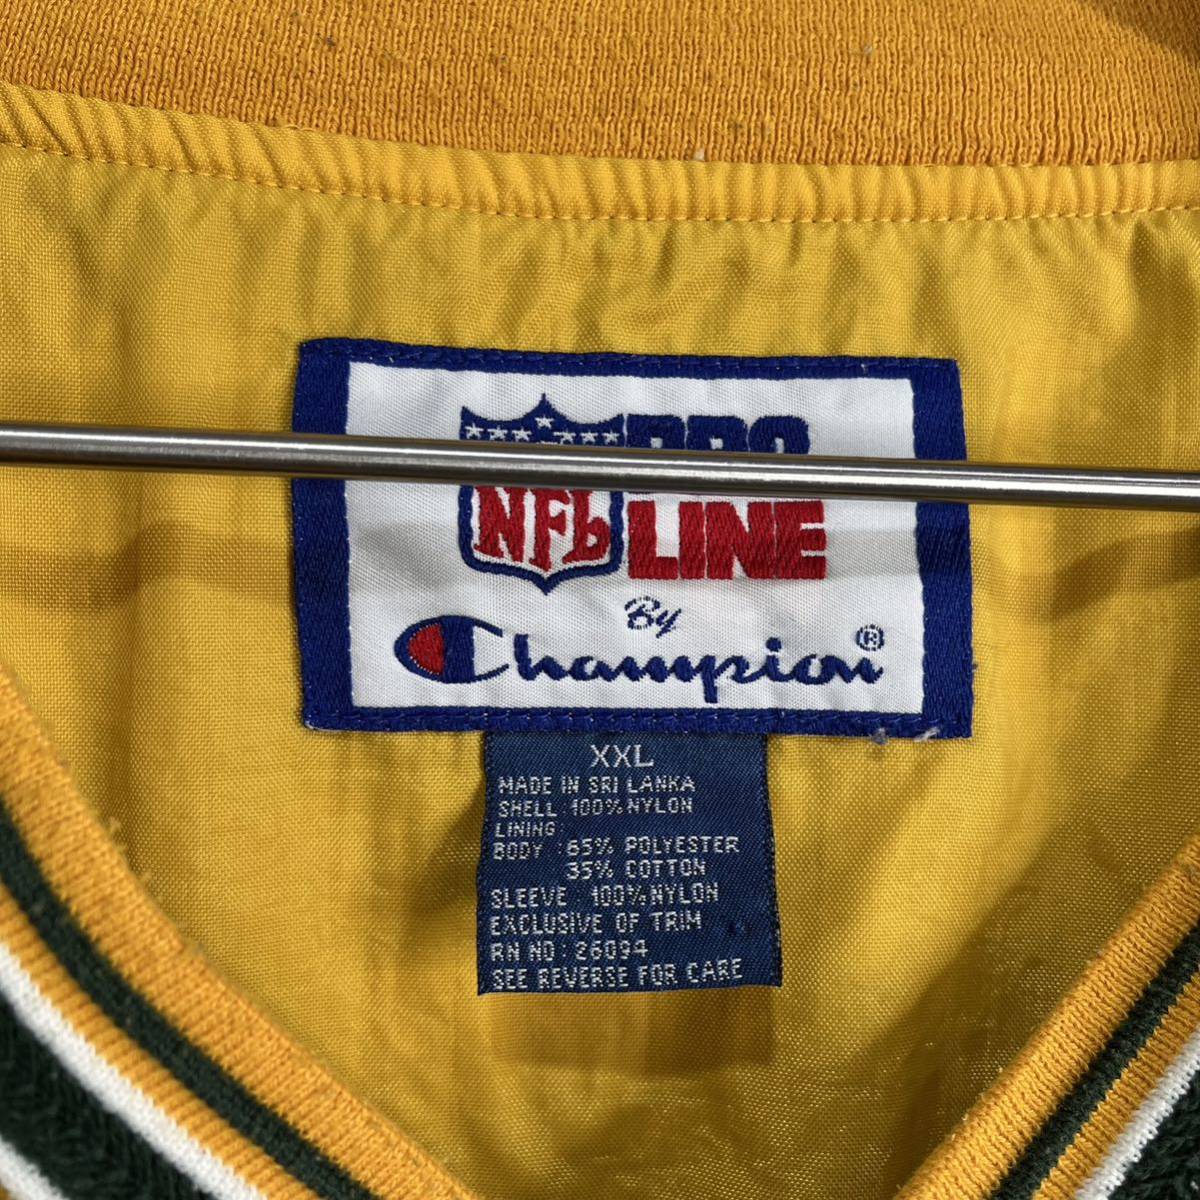 PRO
NFL
LINE
By
Champion®
XXL
MADE IN SRI LANKA
SHELL :100% NYLON
LINING:
BODY :65% POLYESTER
35% COTTON
SLEEVE :100% NYLON
EXCLUSIVE OF TRIM
RN NO : 26094
SEE REVERSE FOR CARE